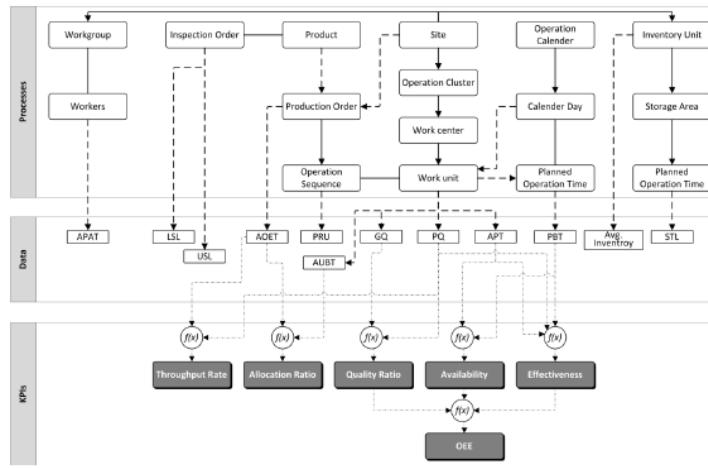 Processes
Workgroup
Inspection Order
Product
Site
Operation
Calender
Inventory Unit
Operation Cluster
Workers
Production Order
Calender Day
Storage Area
Work center
Operation
Sequence
Work unit
Planned
Operation Time
Planned
Operation Time
Data
APAT
LSL
AOET
PRU
GQ
PQ
APT
PBT
Avg.
Inventroy
STL
USL
AUBT
KPIs
f(x)
f(x)
f(x)
f(x)
f(x)
Throughput Rate
Allocation Ratio
Quality Ratio
Availability
Effectiveness
f(x)
OEE